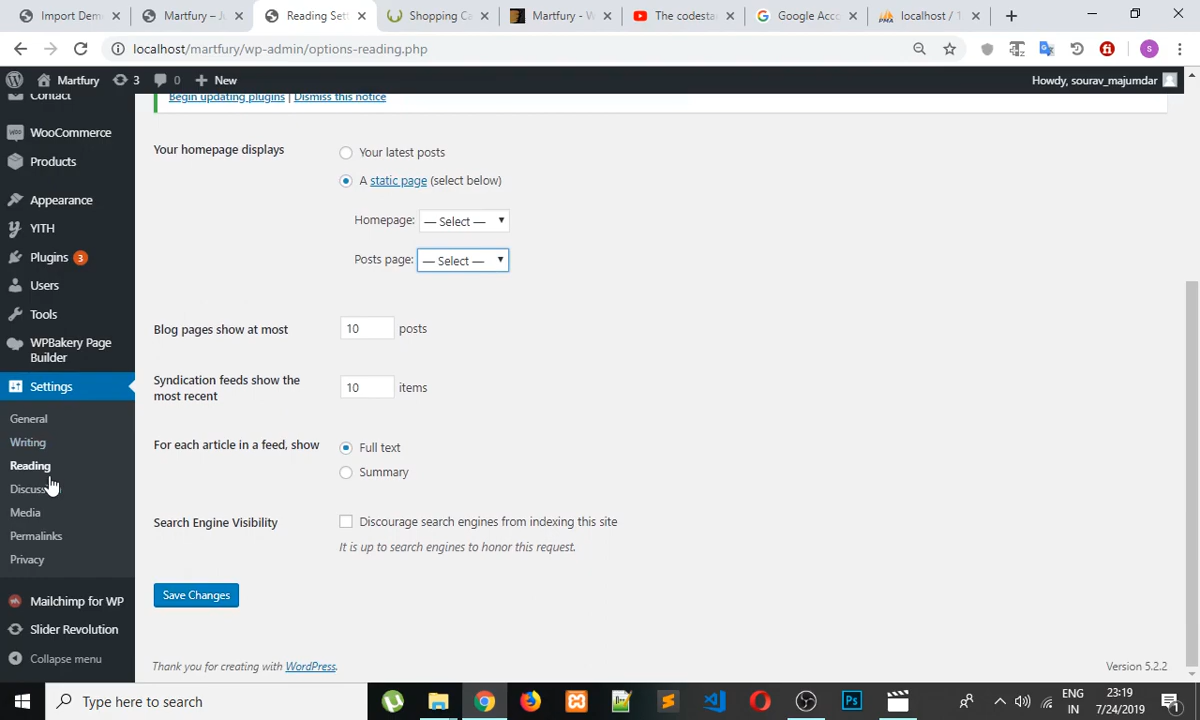 Import Dem
Martfury – Ju
Reading Set
Shopping Ca
Martfury - W
The codesta
Google Acco
localhost / 1
localhost/martfury/wp-admin/options-reading.php
S
Martfury
3
0
New
Howdy, sourav_majumdar
Contact
WooCommerce
Products
Appearance
YITH
Plugins 3
Users
Tools
WPBakery Page
Builder
Settings
General
Writing
Reading
Discuss
Media
Permalinks
Privacy
Mailchimp for WP
Slider Revolution
Collapse menu
Begin updating plugins | Dismiss this notice
Your homepage displays
Your latest posts
A static page (select below)
Homepage: — Select —
Posts page: — Select —
Blog pages show at most 10 posts
Syndication feeds show the
most recent
10 items
For each article in a feed, show
Full text
Summary
Search Engine Visibility
Discourage search engines from indexing this site
It is up to search engines to honor this request.
Save Changes
Thank you for creating with WordPress.
Version 5.2.2
Type here to search
ENG
IN
23:19
7/24/2019
1